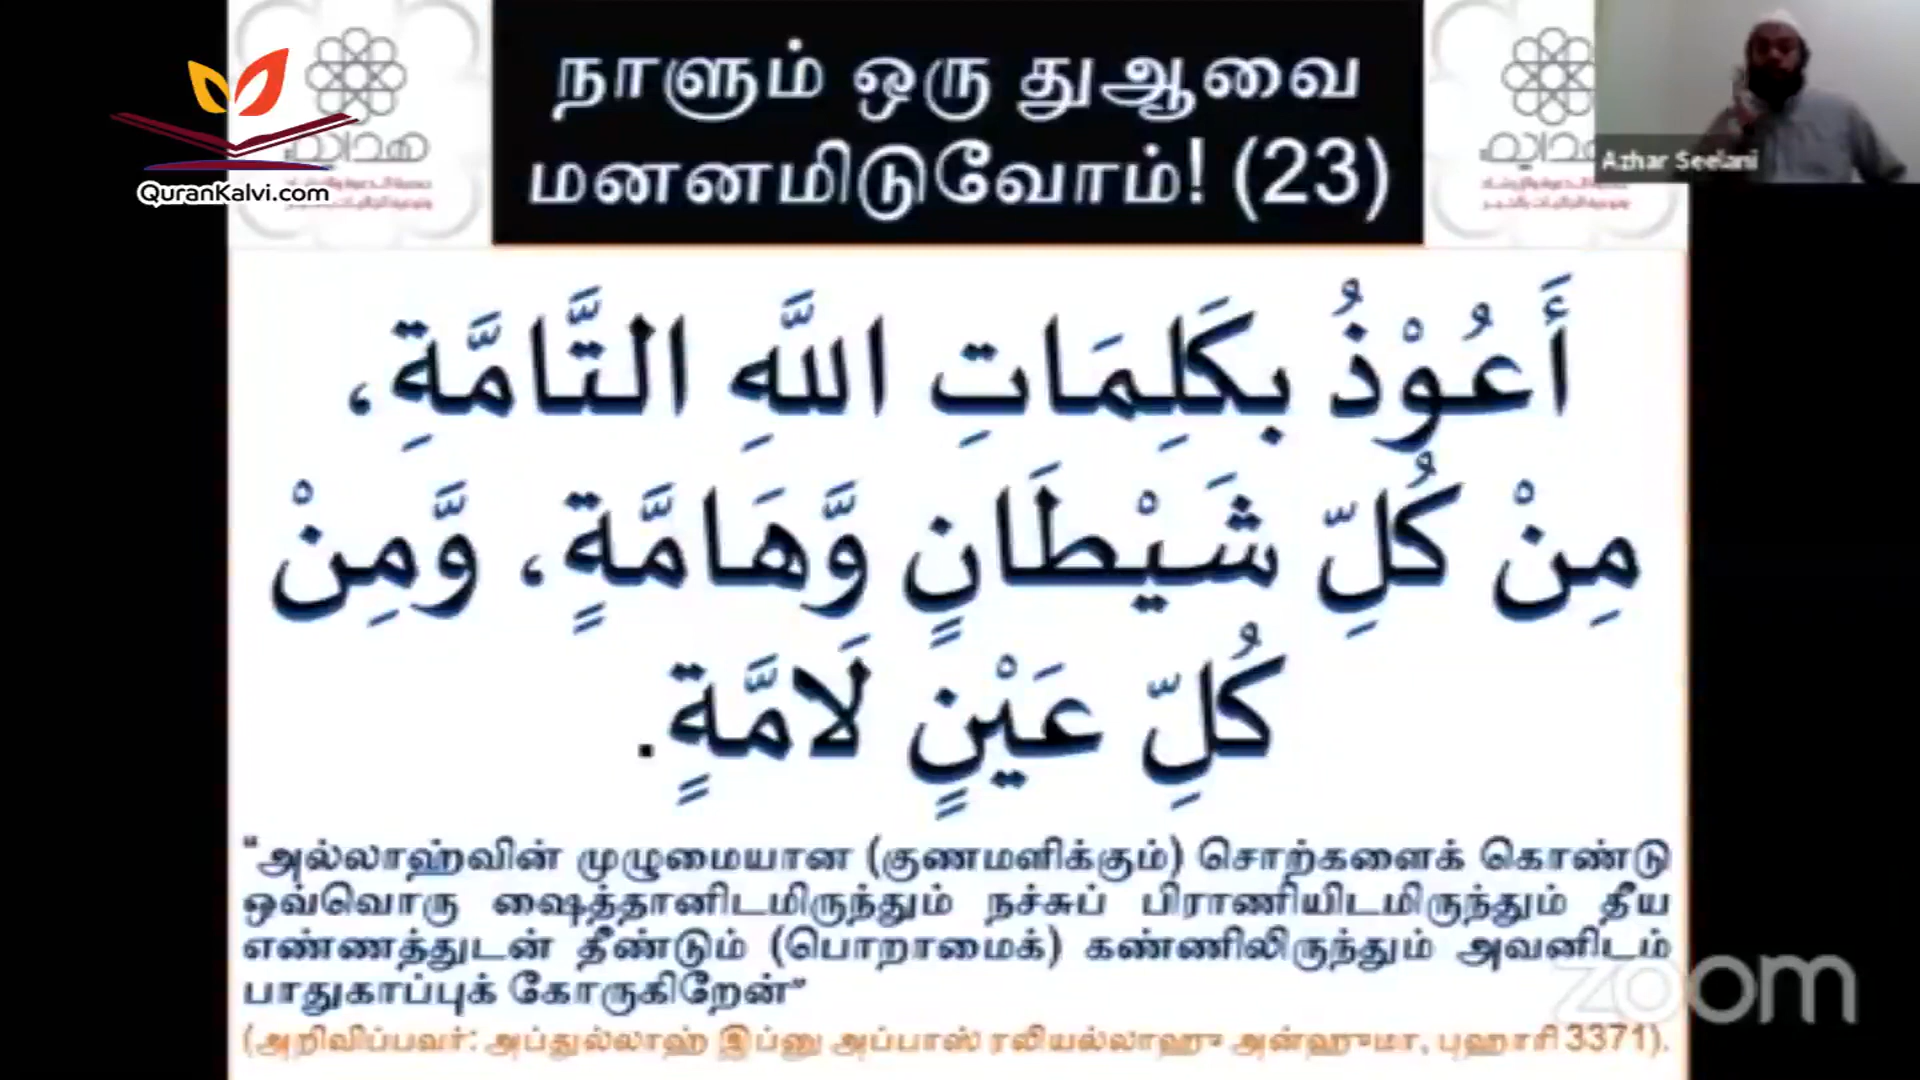 நாளும் ஒரு துஆவை
மனனமிடுவோம்! (23)
QuranKalvi.com
Azhar Seelani
أَعُوْذُ بِكَلِمَاتِ اللَّهِ التَّامَّةِ،
مِنْ كُلِّ شَيْطَانٍ وَّهَامَّةٍ، وَّمِنْ
كُلِّ عَيْنٍ لَامَّةٍ.
“அல்லாஹ்வின் முழுமையான (குணமளிக்கும்) சொற்களைக் கொண்டு
ஒவ்வொரு ஷைத்தானிடமிருந்தும் நச்சுப் பிராணியிடமிருந்தும் தீய
எண்ணத்துடன் தீண்டும் (பொறாமைக்) கண்ணிலிருந்தும் அவனிடம்
பாதுகாப்புக் கோருகிறேன்”
(அறிவிப்பவர்: அப்துல்லாஹ் இப்னு அப்பாஸ் ரலியல்லாஹு அன்ஹுமா, புஹாரி 3371).
zoom